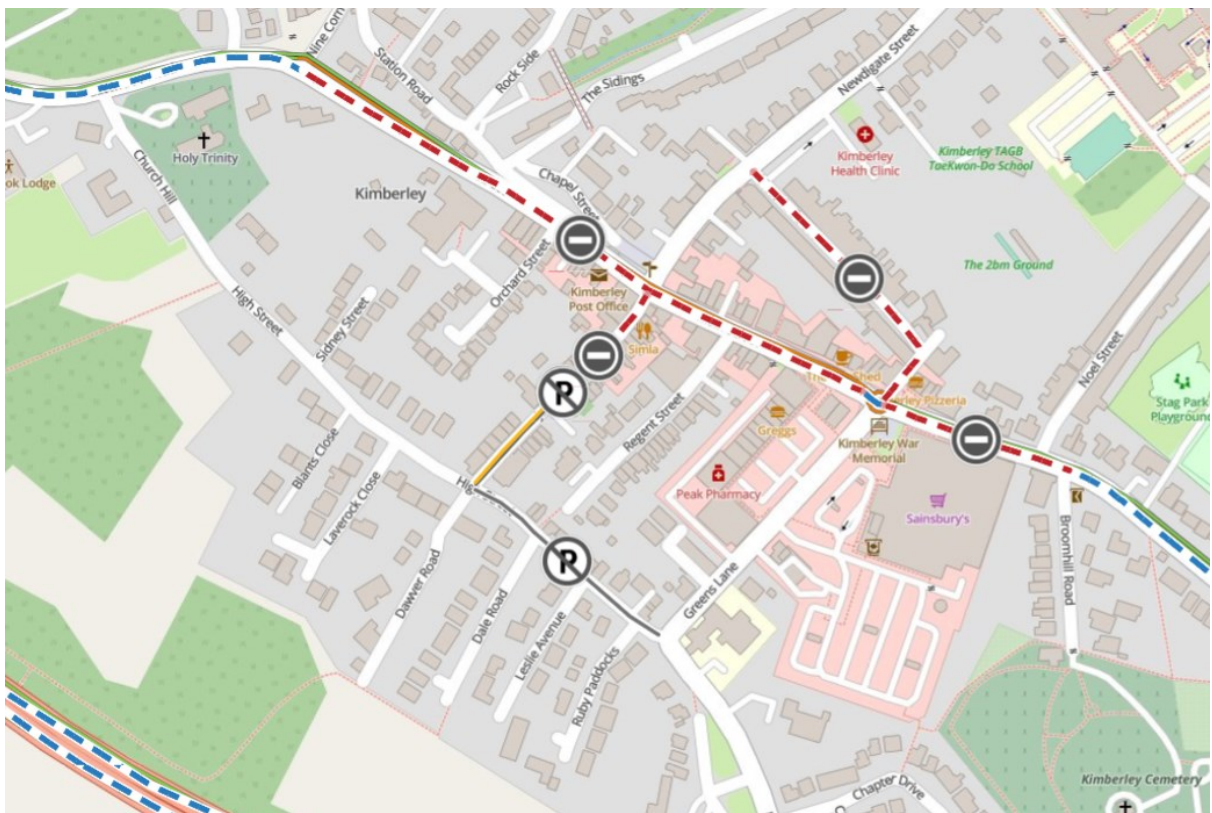 Nine Com
Station Road
Rock Side
The Sidings
Newdigate Street
Holy Trinity
ok Lodge
Church Hill
Kimberley
Chapel Street
Kimberley
Health Clinic
Kimberley TAGB
TaeKwon-Do School
The 2bm Ground
Orchard Street
Kimberley
Post Office
Simla
High Street
Sidney Street
P
Regent Street
The
Shed
erley Pizzeria
Greggs
Kimberley War
Memorial
Noel Street
Stag Park
Playground
Blants Close
Laverock Close
Hig
Peak Pharmacy
Sainsbury's
P
Dawver Road
Dale Road
Leslie Avenue
Ruby Paddocks
Greens Lane
Broomhill Road
Kimberley Cemetery
Chapter Drive